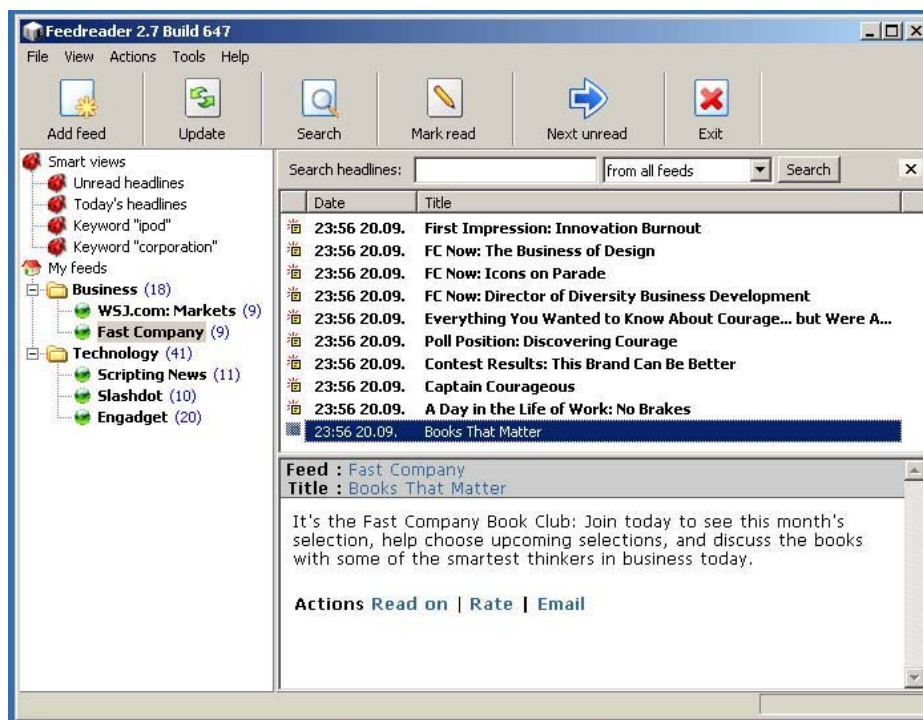 Feedreader 2.7 Build 647
File View Actions Tools Help
Add feed Update Search Mark read Next unread Exit
Smart views
Unread headlines
Today's headlines
Keyword "ipod"
Keyword "corporation"
My feeds
Business (18)
WSJ.com: Markets (9)
Fast Company (9)
Technology (41)
Scripting News (11)
Slashdot (10)
Engadget (20)
Search headlines: from all feeds Search
Date Title
23:56 20.09. First Impression: Innovation Burnout
23:56 20.09. FC Now: The Business of Design
23:56 20.09. FC Now: Icons on Parade
23:56 20.09. FC Now: Director of Diversity Business Development
23:56 20.09. Everything You Wanted to Know About Courage... but Were A...
23:56 20.09. Poll Position: Discovering Courage
23:56 20.09. Contest Results: This Brand Can Be Better
23:56 20.09. Captain Courageous
23:56 20.09. A Day in the Life of Work: No Brakes
23:56 20.09. Books That Matter
Feed : Fast Company
Title : Books That Matter
It's the Fast Company Book Club: Join today to see this month's
selection, help choose upcoming selections, and discuss the books
with some of the smartest thinkers in business today.
Actions Read on | Rate | Email